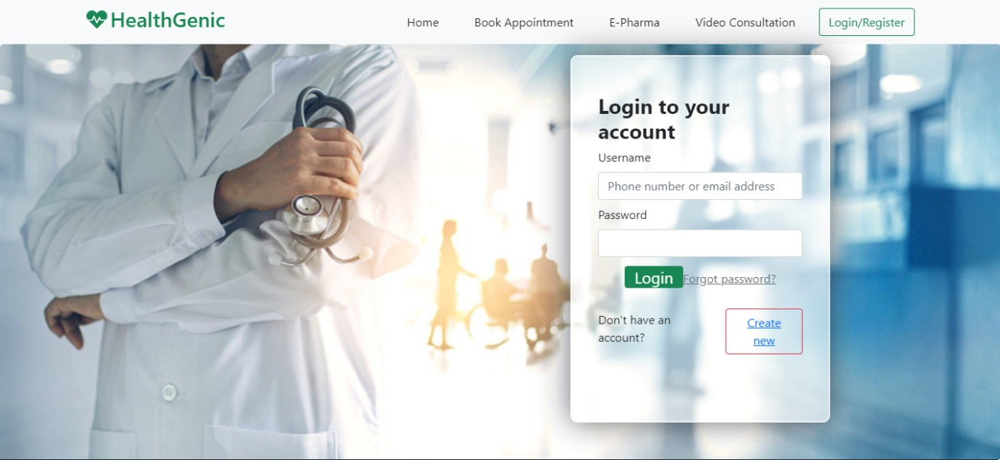 HealthGenic
Home
Book Appointment
E-Pharma
Video Consultation
Login/Register
Login to your
account
Username
Phone number or email address
Password
Login
Forgot password?
Don't have an
account?
Create
new